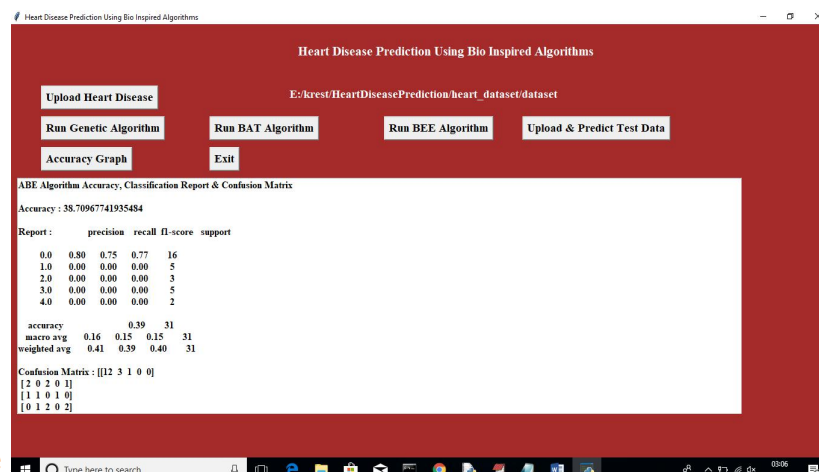 Heart Disease Prediction Using Bio Inspired Algorithms
Heart Disease Prediction Using Bio Inspired Algorithms
Upload Heart Disease
E:/krest/HeartDiseasePrediction/heart_dataset/dataset
Run Genetic Algorithm Run BAT Algorithm Run BEE Algorithm Upload & Predict Test Data
Accuracy Graph Exit
ABE Algorithm Accuracy, Classification Report & Confusion Matrix
Accuracy : 38.70967741935484
Report : precision recall f1-score support
0.0 0.80 0.75 0.77 16
1.0 0.00 0.00 0.00 5
2.0 0.00 0.00 0.00 3
3.0 0.00 0.00 0.00 5
4.0 0.00 0.00 0.00 2
accuracy 0.39 31
macro avg 0.16 0.15 0.15 31
weighted avg 0.41 0.39 0.40 31
Confusion Matrix : [[12 3 1 0 0]
[2 0 2 0 1]
[1 1 0 1 0]
[0 1 2 0 2]
Type here to search
03:06